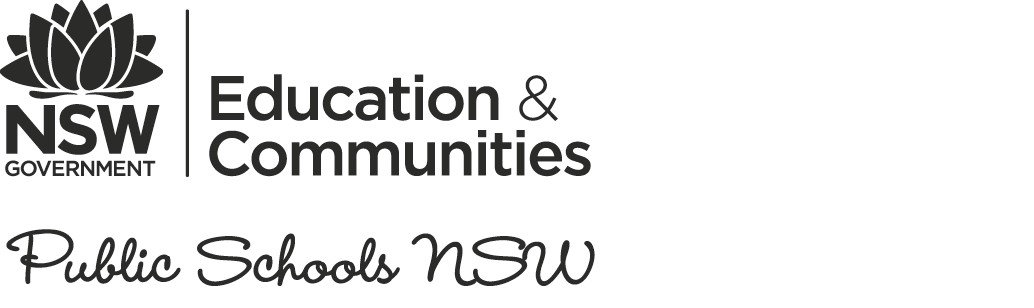 NSW
GOVERNMENT
Education &
Communities
Public Schools NSW